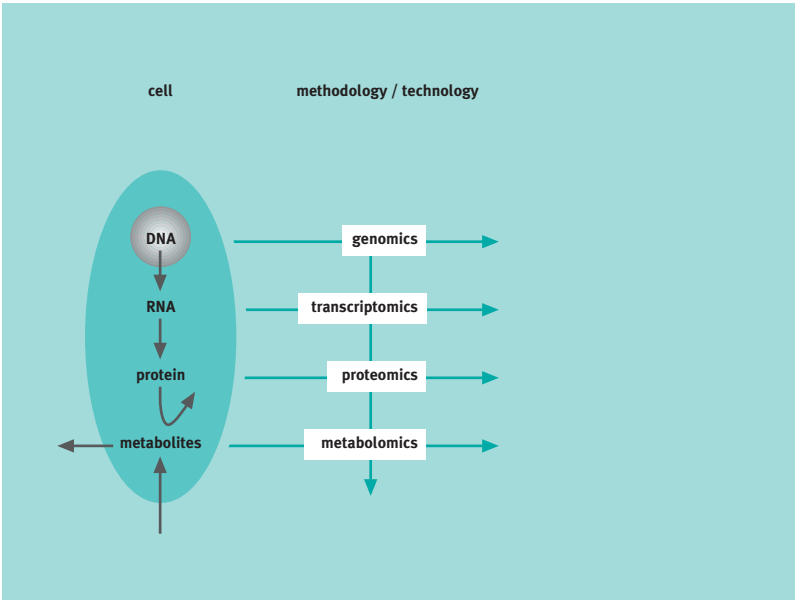 cell methodology / technology
DNA genomics
RNA transcriptomics
protein proteomics
metabolites metabolomics